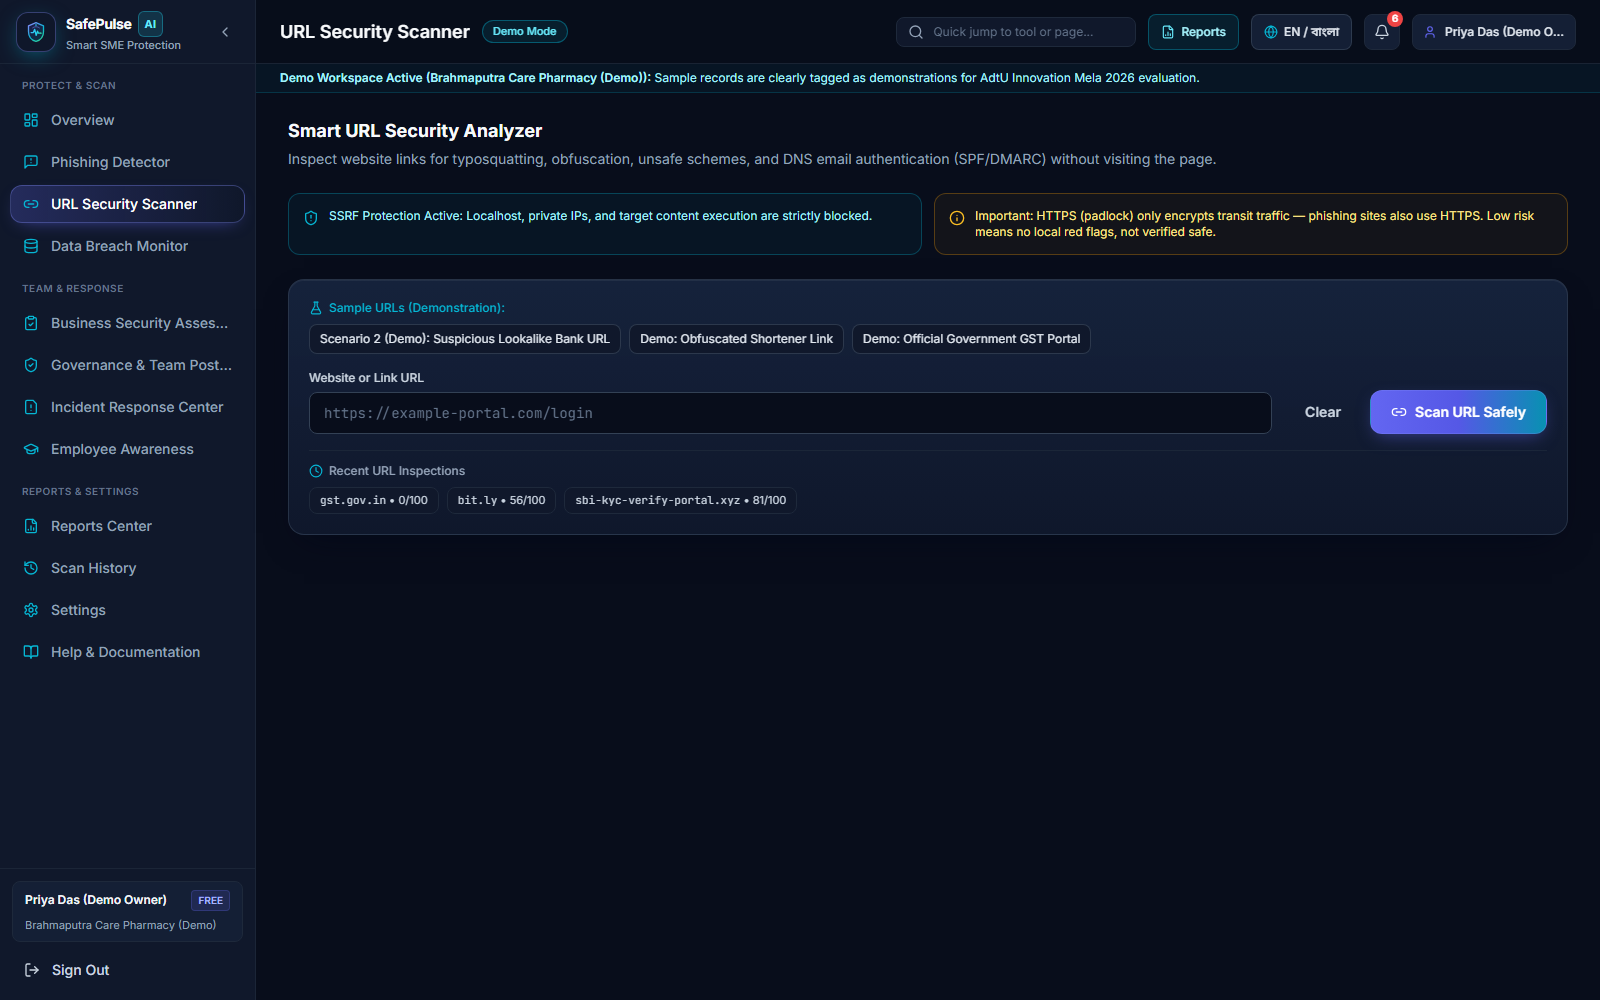 SafePulse AI
Smart SME Protection
PROTECT & SCAN
Overview
Phishing Detector
URL Security Scanner
Data Breach Monitor
TEAM & RESPONSE
Business Security Asses...
Governance & Team Post...
Incident Response Center
Employee Awareness
REPORTS & SETTINGS
Reports Center
Scan History
Settings
Help & Documentation
Priya Das (Demo Owner) FREE
Brahmaputra Care Pharmacy (Demo)
Sign Out
URL Security Scanner Demo Mode
Quick jump to tool or page...
Reports
EN / বাংলা
6
Priya Das (Demo O...
Demo Workspace Active (Brahmaputra Care Pharmacy (Demo)): Sample records are clearly tagged as demonstrations for AdtU Innovation Mela 2026 evaluation.
Smart URL Security Analyzer
Inspect website links for typosquatting, obfuscation, unsafe schemes, and DNS email authentication (SPF/DMARC) without visiting the page.
SSRF Protection Active: Localhost, private IPs, and target content execution are strictly blocked.
Important: HTTPS (padlock) only encrypts transit traffic — phishing sites also use HTTPS. Low risk
means no local red flags, not verified safe.
Sample URLs (Demonstration):
Scenario 2 (Demo): Suspicious Lookalike Bank URL
Demo: Obfuscated Shortener Link
Demo: Official Government GST Portal
Website or Link URL
https://example-portal.com/login
Clear
Scan URL Safely
Recent URL Inspections
gst.gov.in • 0/100
bit.ly • 56/100
sbi-kyc-verify-portal.xyz • 81/100